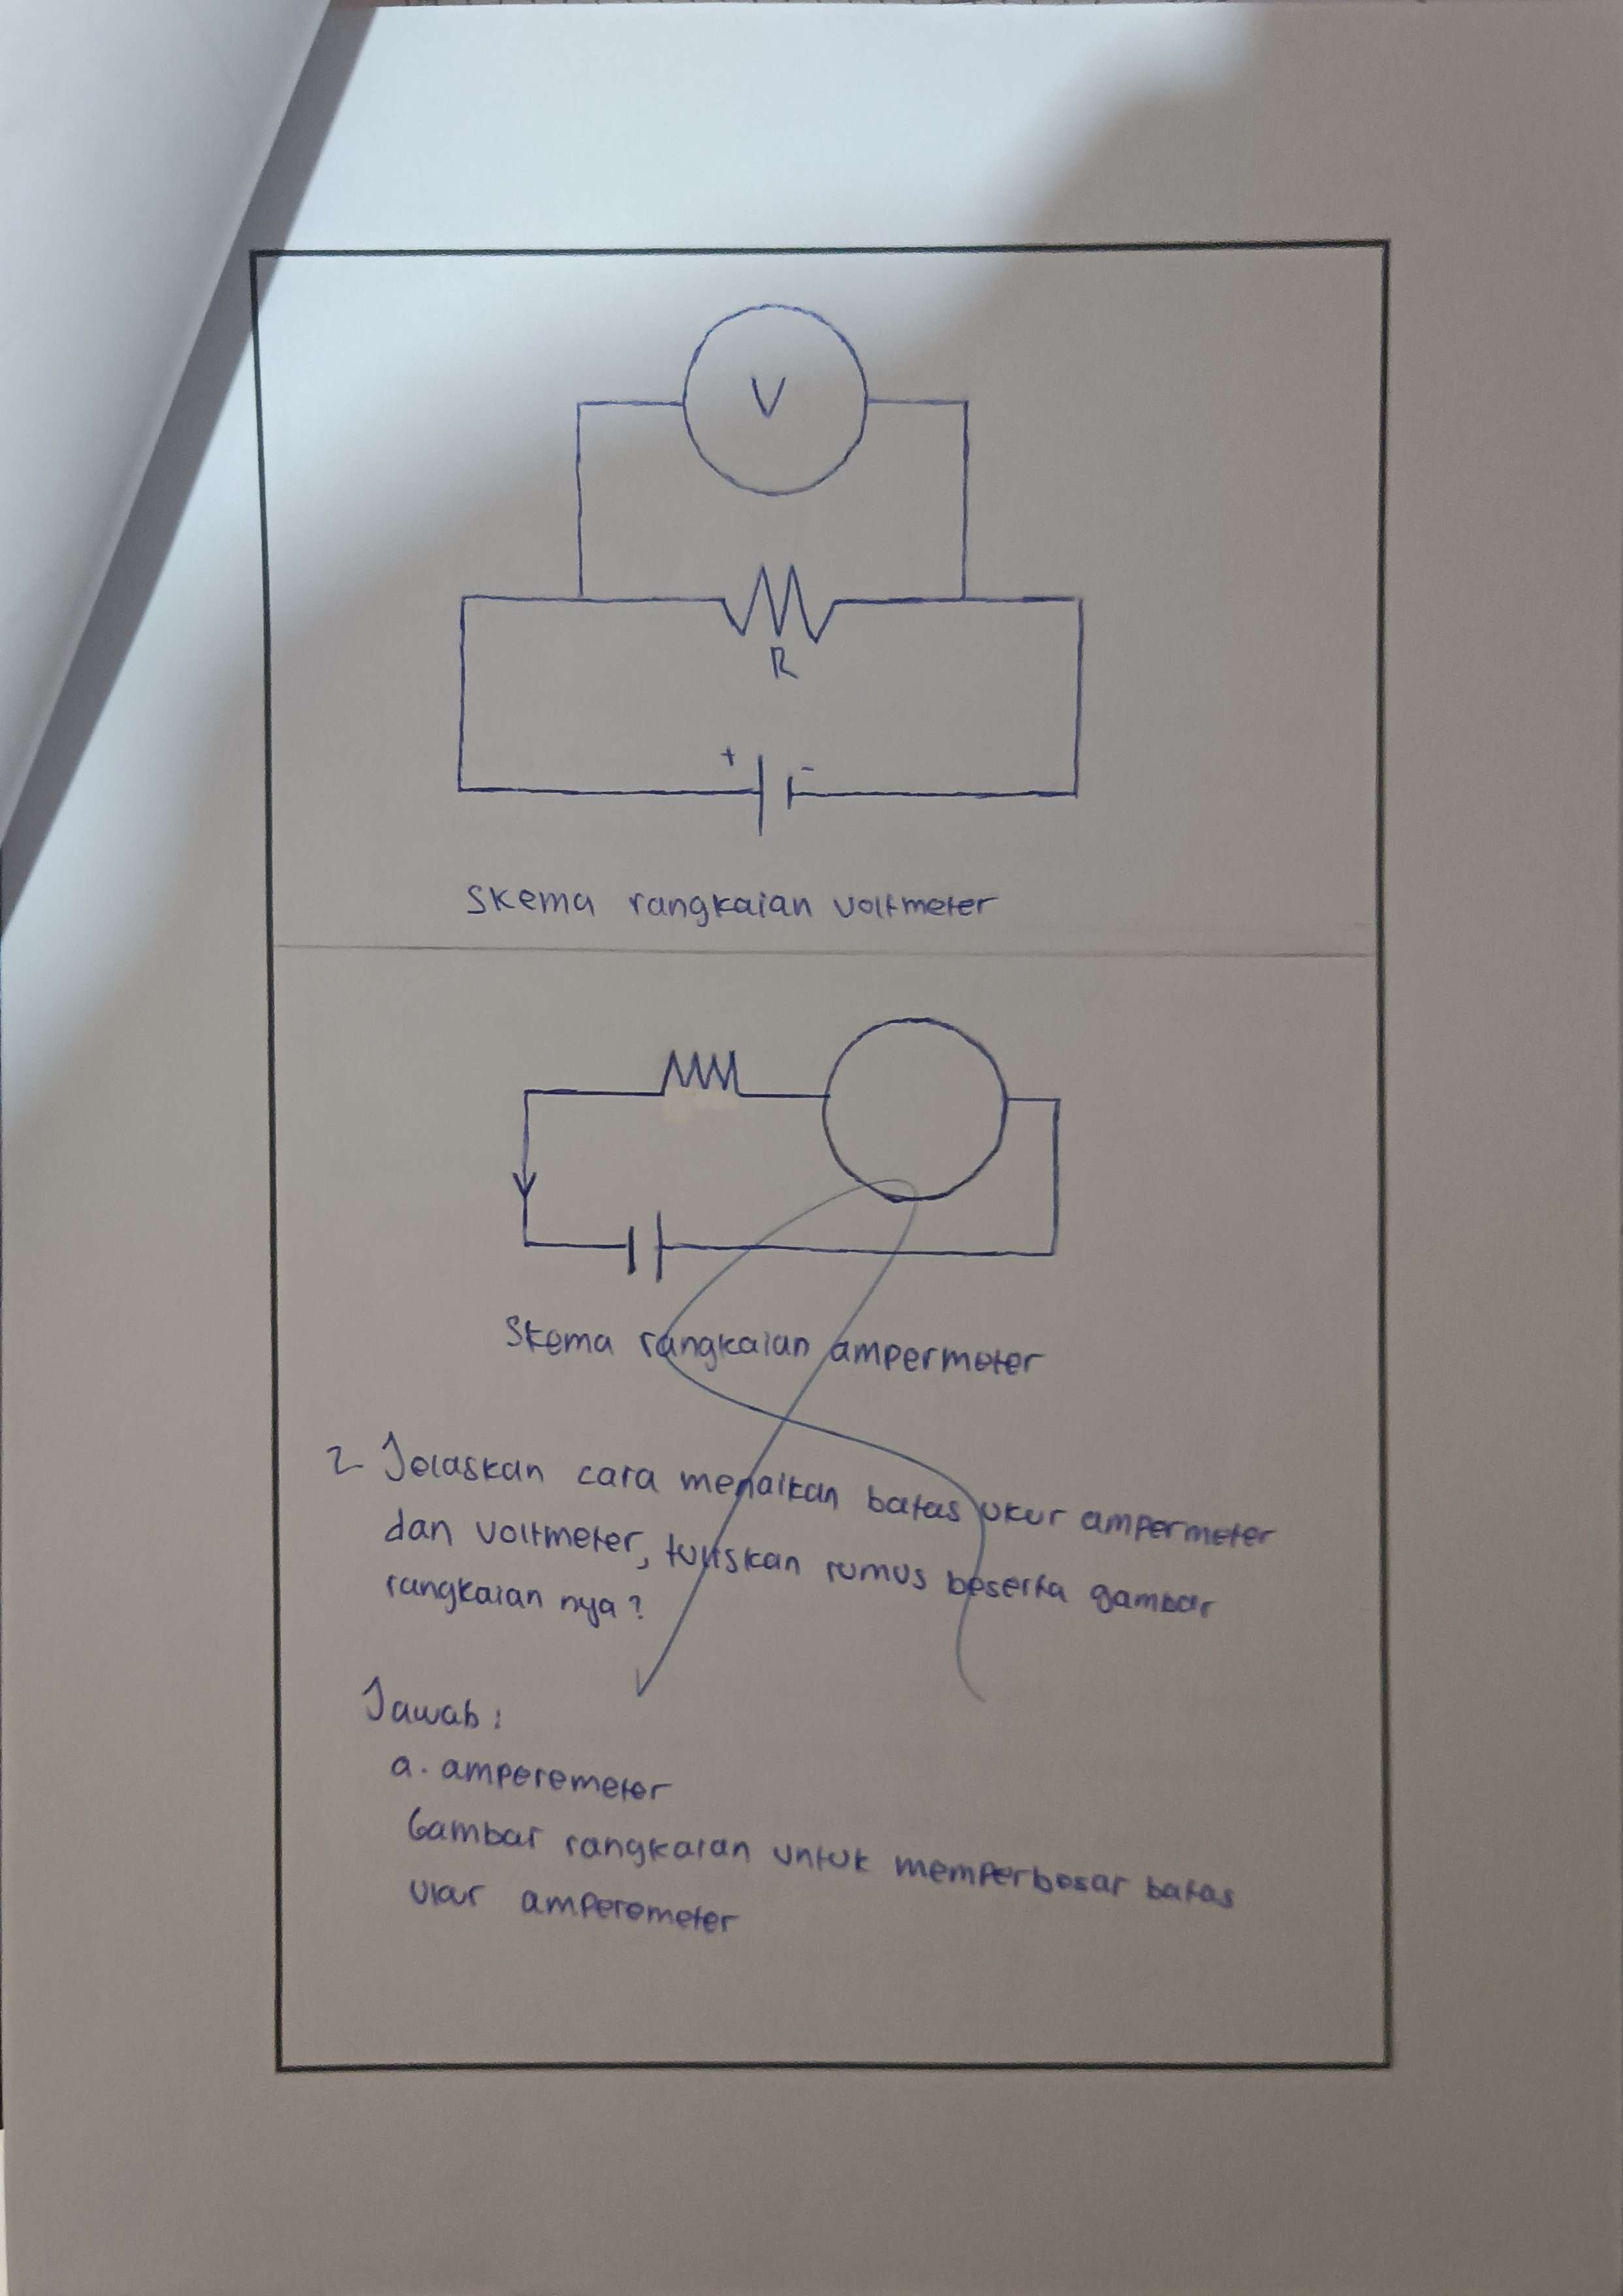 V
R
+ -
Skema rangkaian voltmeter
Skema rangkaian ampermeter
2 Jelaskan cara menaikan batas ukur ampermeter
dan voltmeter, tuliskan rumus beserta gambar
rangkaian nya?
Jawab:
a. amperemeter
Gambar rangkaian untuk memperbesar batas
ukur amperemeter